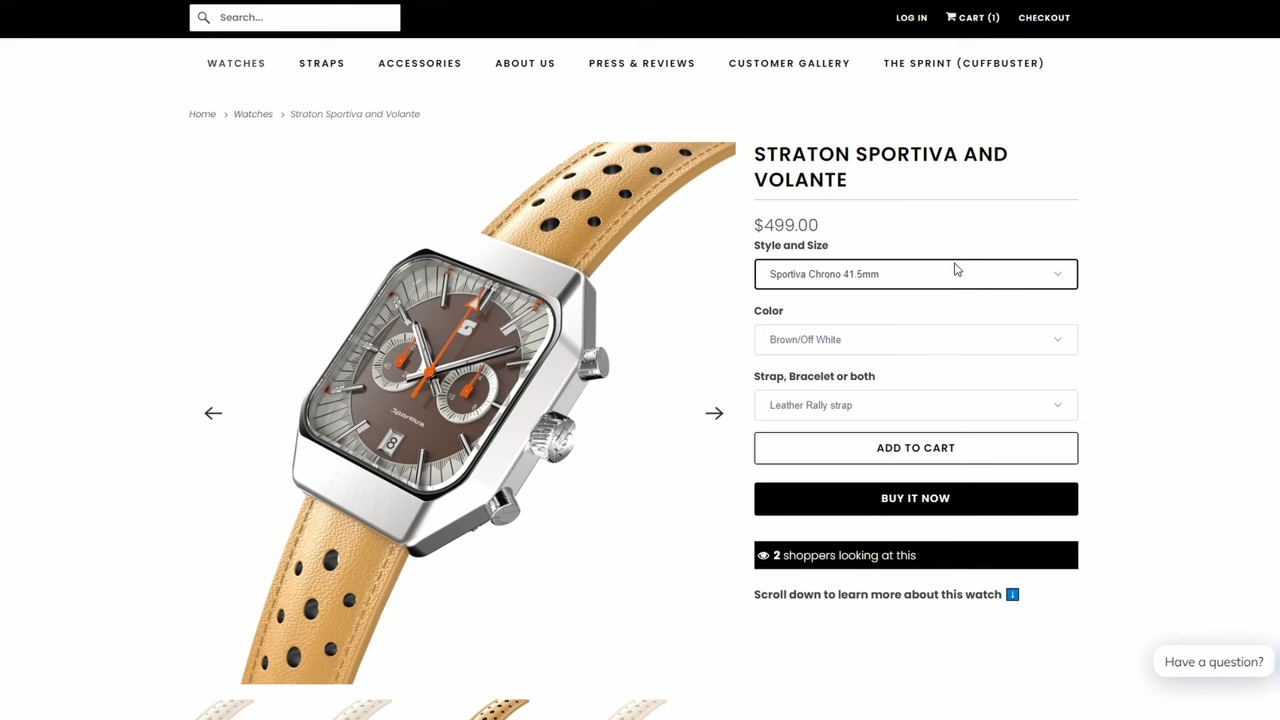 Search...
LOG IN
CART (1)
CHECKOUT
WATCHES
STRAPS
ACCESSORIES
ABOUT US
PRESS & REVIEWS
CUSTOMER GALLERY
THE SPRINT (CUFFBUSTER)
Home > Watches > Straton Sportiva and Volante
S
Sportiva
8
STRATON SPORTIVA AND
VOLANTE
$499.00
Style and Size
Sportiva Chrono 41.5mm
Color
Brown/Off White
Strap, Bracelet or both
Leather Rally strap
ADD TO CART
BUY IT NOW
2 shoppers looking at this
Scroll down to learn more about this watch ⬇
Have a question?